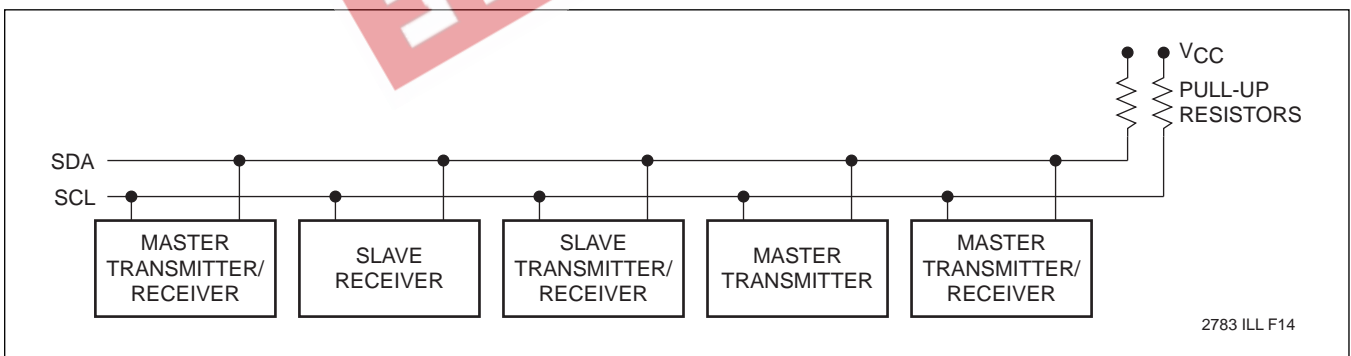 VCC
PULL-UP
RESISTORS
SDA
SCL
MASTER
TRANSMITTER/
RECEIVER
SLAVE
RECEIVER
SLAVE
TRANSMITTER/
RECEIVER
MASTER
TRANSMITTER
MASTER
TRANSMITTER/
RECEIVER
2783 ILL F14